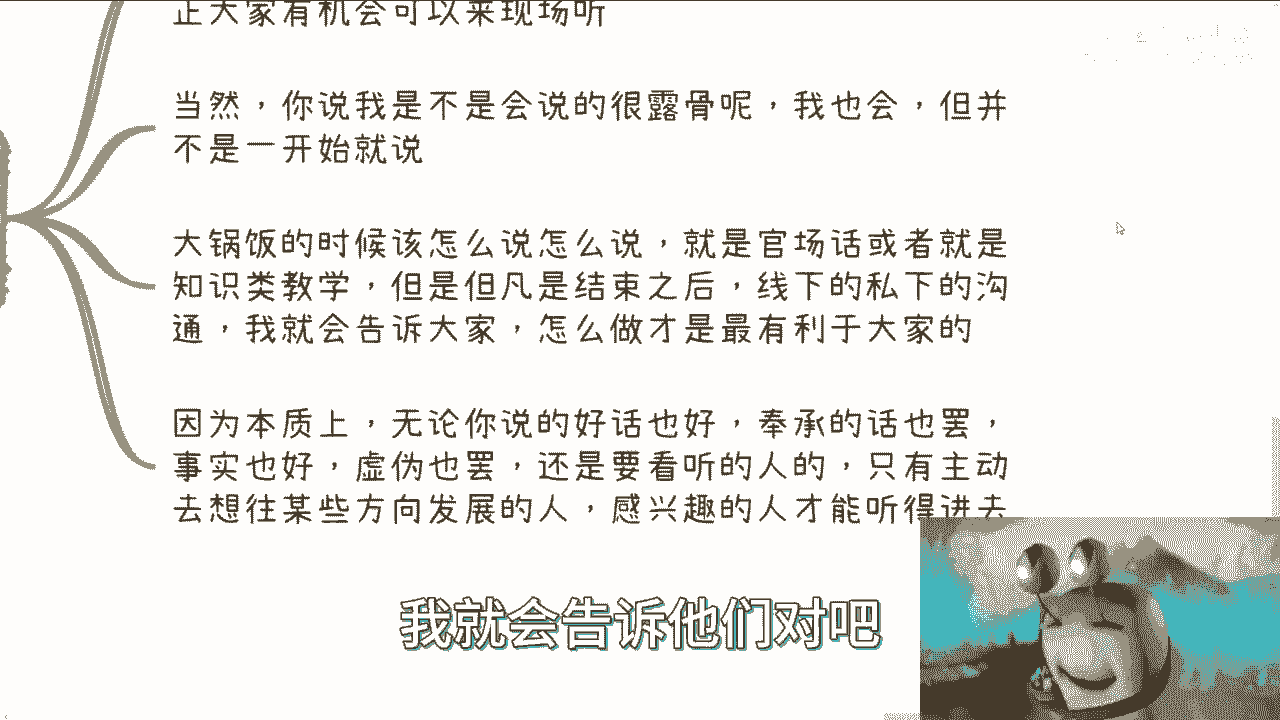 止大家有机会可以来现场听
当然，你说我是不是会说的很露骨呢，我也会，但并
不是一开始就说
大锅饭的时候该怎么说怎么说，就是官场话或者就是
知识类教学，但是但凡是结束之后，线下的私下的沟
通，我就会告诉大家，怎么做才是最有利于大家的
因为本质上，无论你说的好话也好，奉承的话也罢，
事实也好，虚伪也罢，还是要看听的人的，只有主动
去想往某些方向发展的人，感兴趣的人才能听得进去
我就会告诉他们对吧